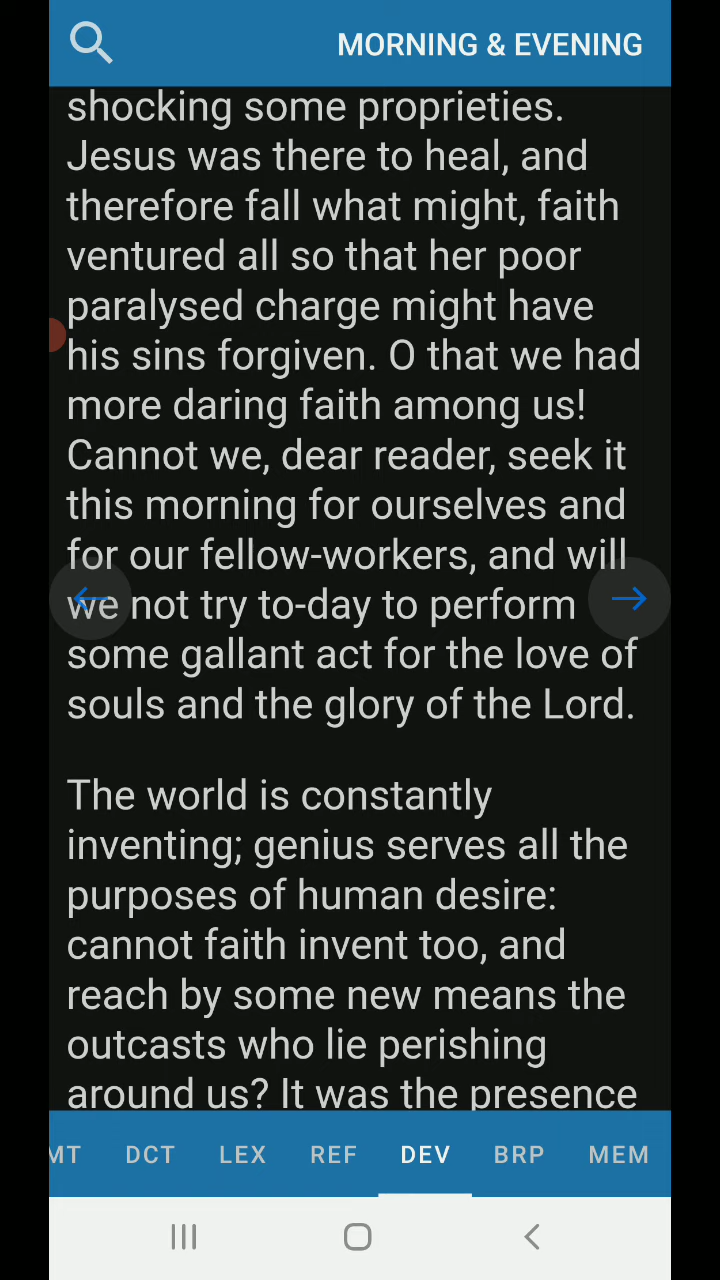 MORNING & EVENING
shocking some proprieties.
Jesus was there to heal, and
therefore fall what might, faith
ventured all so that her poor
paralysed charge might have
his sins forgiven. O that we had
more daring faith among us!
Cannot we, dear reader, seek it
this morning for ourselves and
for our fellow-workers, and will
we not try to-day to perform
some gallant act for the love of
souls and the glory of the Lord.
The world is constantly
inventing; genius serves all the
purposes of human desire:
cannot faith invent too, and
reach by some new means the
outcasts who lie perishing
around us? It was the presence
MT DCT LEX REF DEV BRP MEM